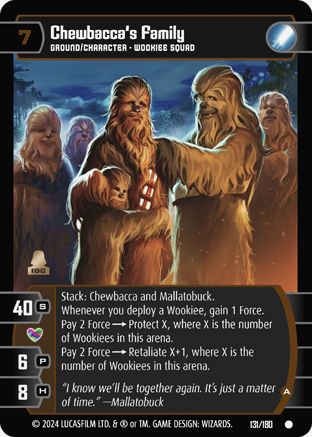 7
Chewbacca's Family
GROUND/CHARACTER - WOOKIEE SQUAD
IDC
40 S
6 P
8 H
Stack: Chewbacca and Mallatobuck.
Whenever you deploy a Wookiee, gain 1 Force.
Pay 2 Force → Protect X, where X is the number
of Wookiees in this arena.
Pay 2 Force → Retaliate X+1, where X is the
number of Wookiees in this arena.
"I know we'll be together again. It's just a matter
of time." —Mallatobuck
A
© 2024 LUCASFILM LTD. & ® or TM. GAME DESIGN: WIZARDS. 131/180